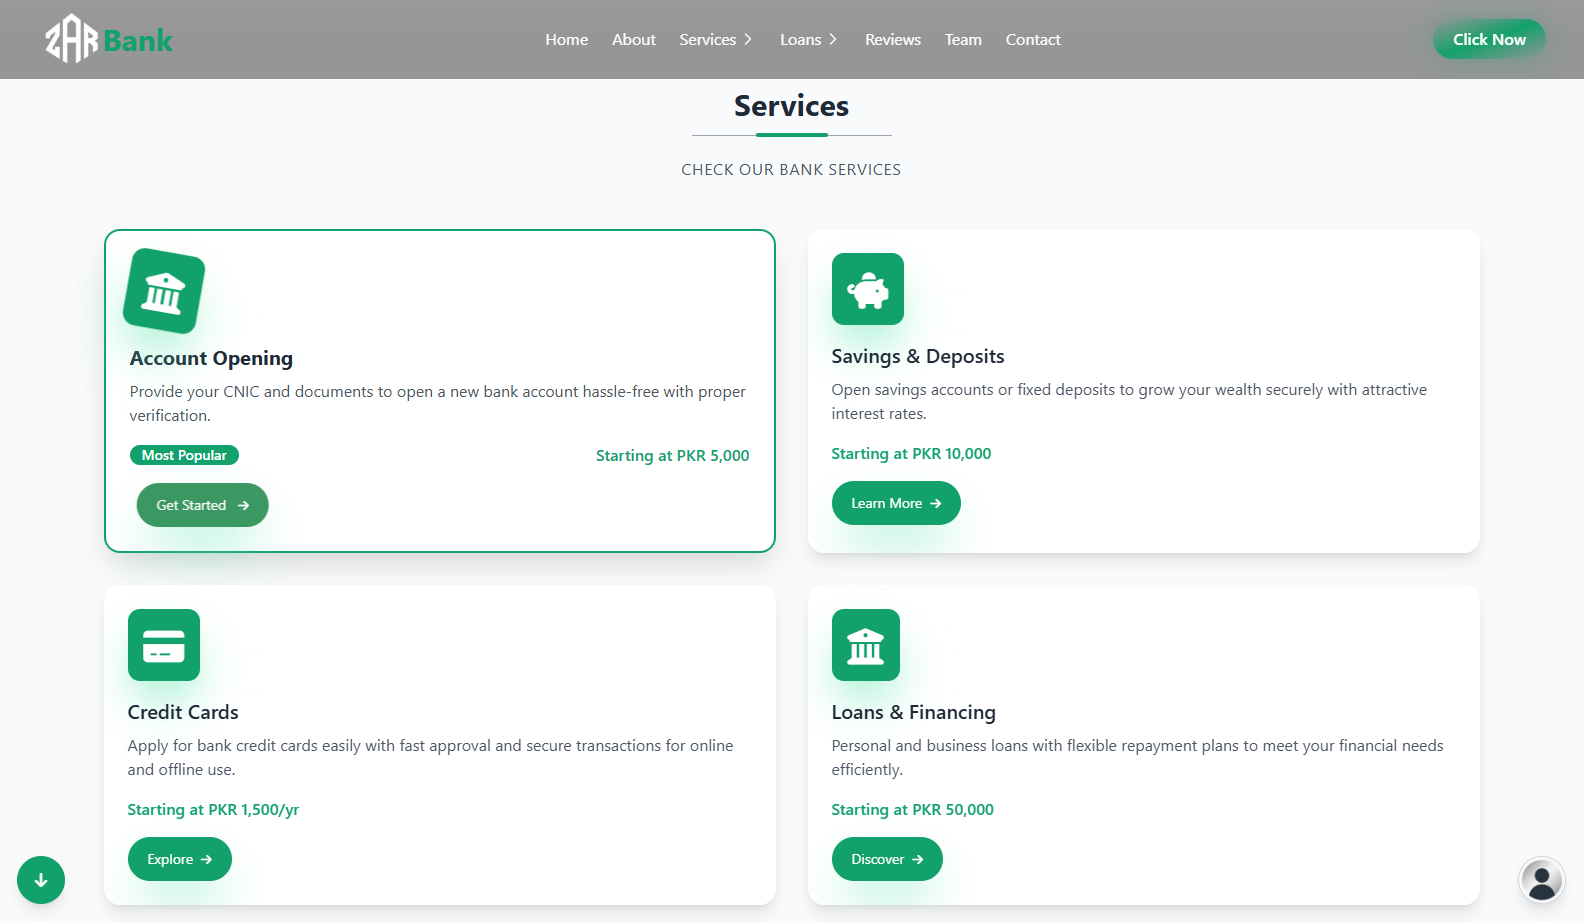 ZAR Bank
Home About Services Loans Reviews Team Contact
Click Now
Services
CHECK OUR BANK SERVICES
Account Opening
Provide your CNIC and documents to open a new bank account hassle-free with proper
verification.
Most Popular
Starting at PKR 5,000
Get Started
Savings & Deposits
Open savings accounts or fixed deposits to grow your wealth securely with attractive
interest rates.
Starting at PKR 10,000
Learn More
Credit Cards
Apply for bank credit cards easily with fast approval and secure transactions for online
and offline use.
Starting at PKR 1,500/yr
Explore
Loans & Financing
Personal and business loans with flexible repayment plans to meet your financial needs
efficiently.
Starting at PKR 50,000
Discover